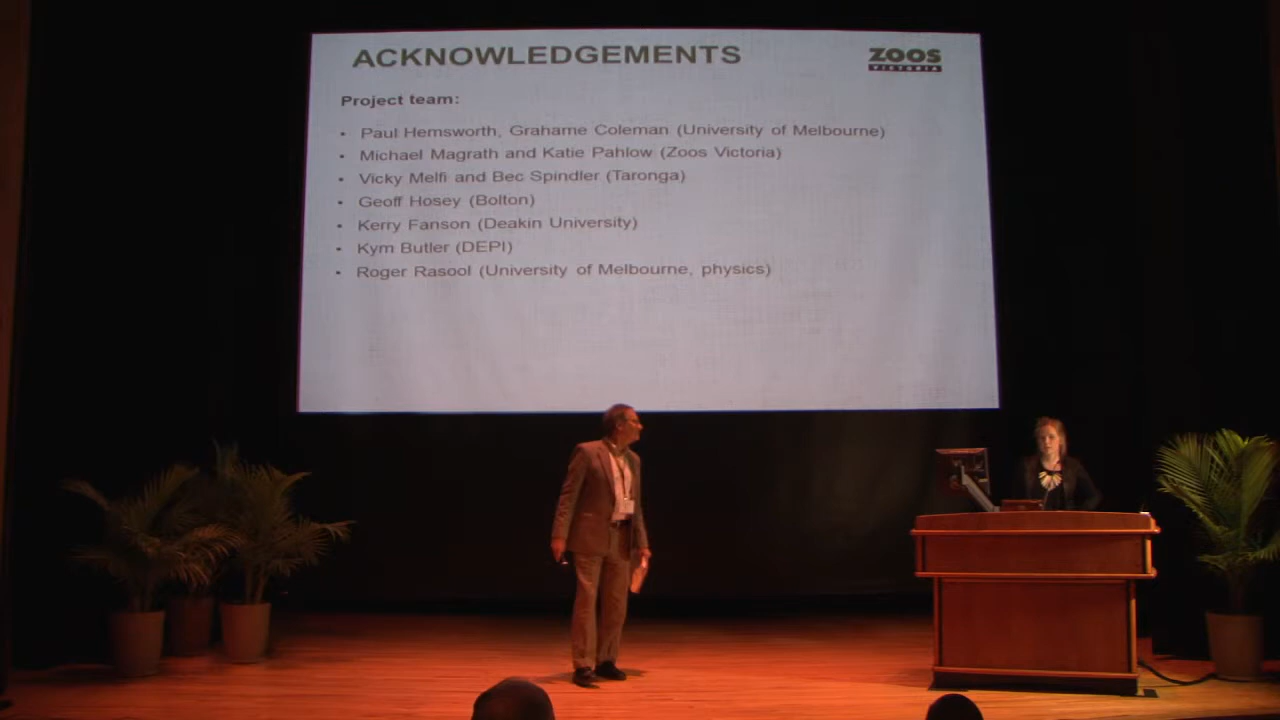 ACKNOWLEDGEMENTS
ZOOS
VICTORIA
Project team:
• Paul Hemsworth, Grahame Coleman (University of Melbourne)
• Michael Magrath and Katie Pahlow (Zoos Victoria)
• Vicky Melfi and Bec Spindler (Taronga)
• Geoff Hosey (Bolton)
• Kerry Fanson (Deakin University)
• Kym Butler (DEPI)
• Roger Rasool (University of Melbourne, physics)